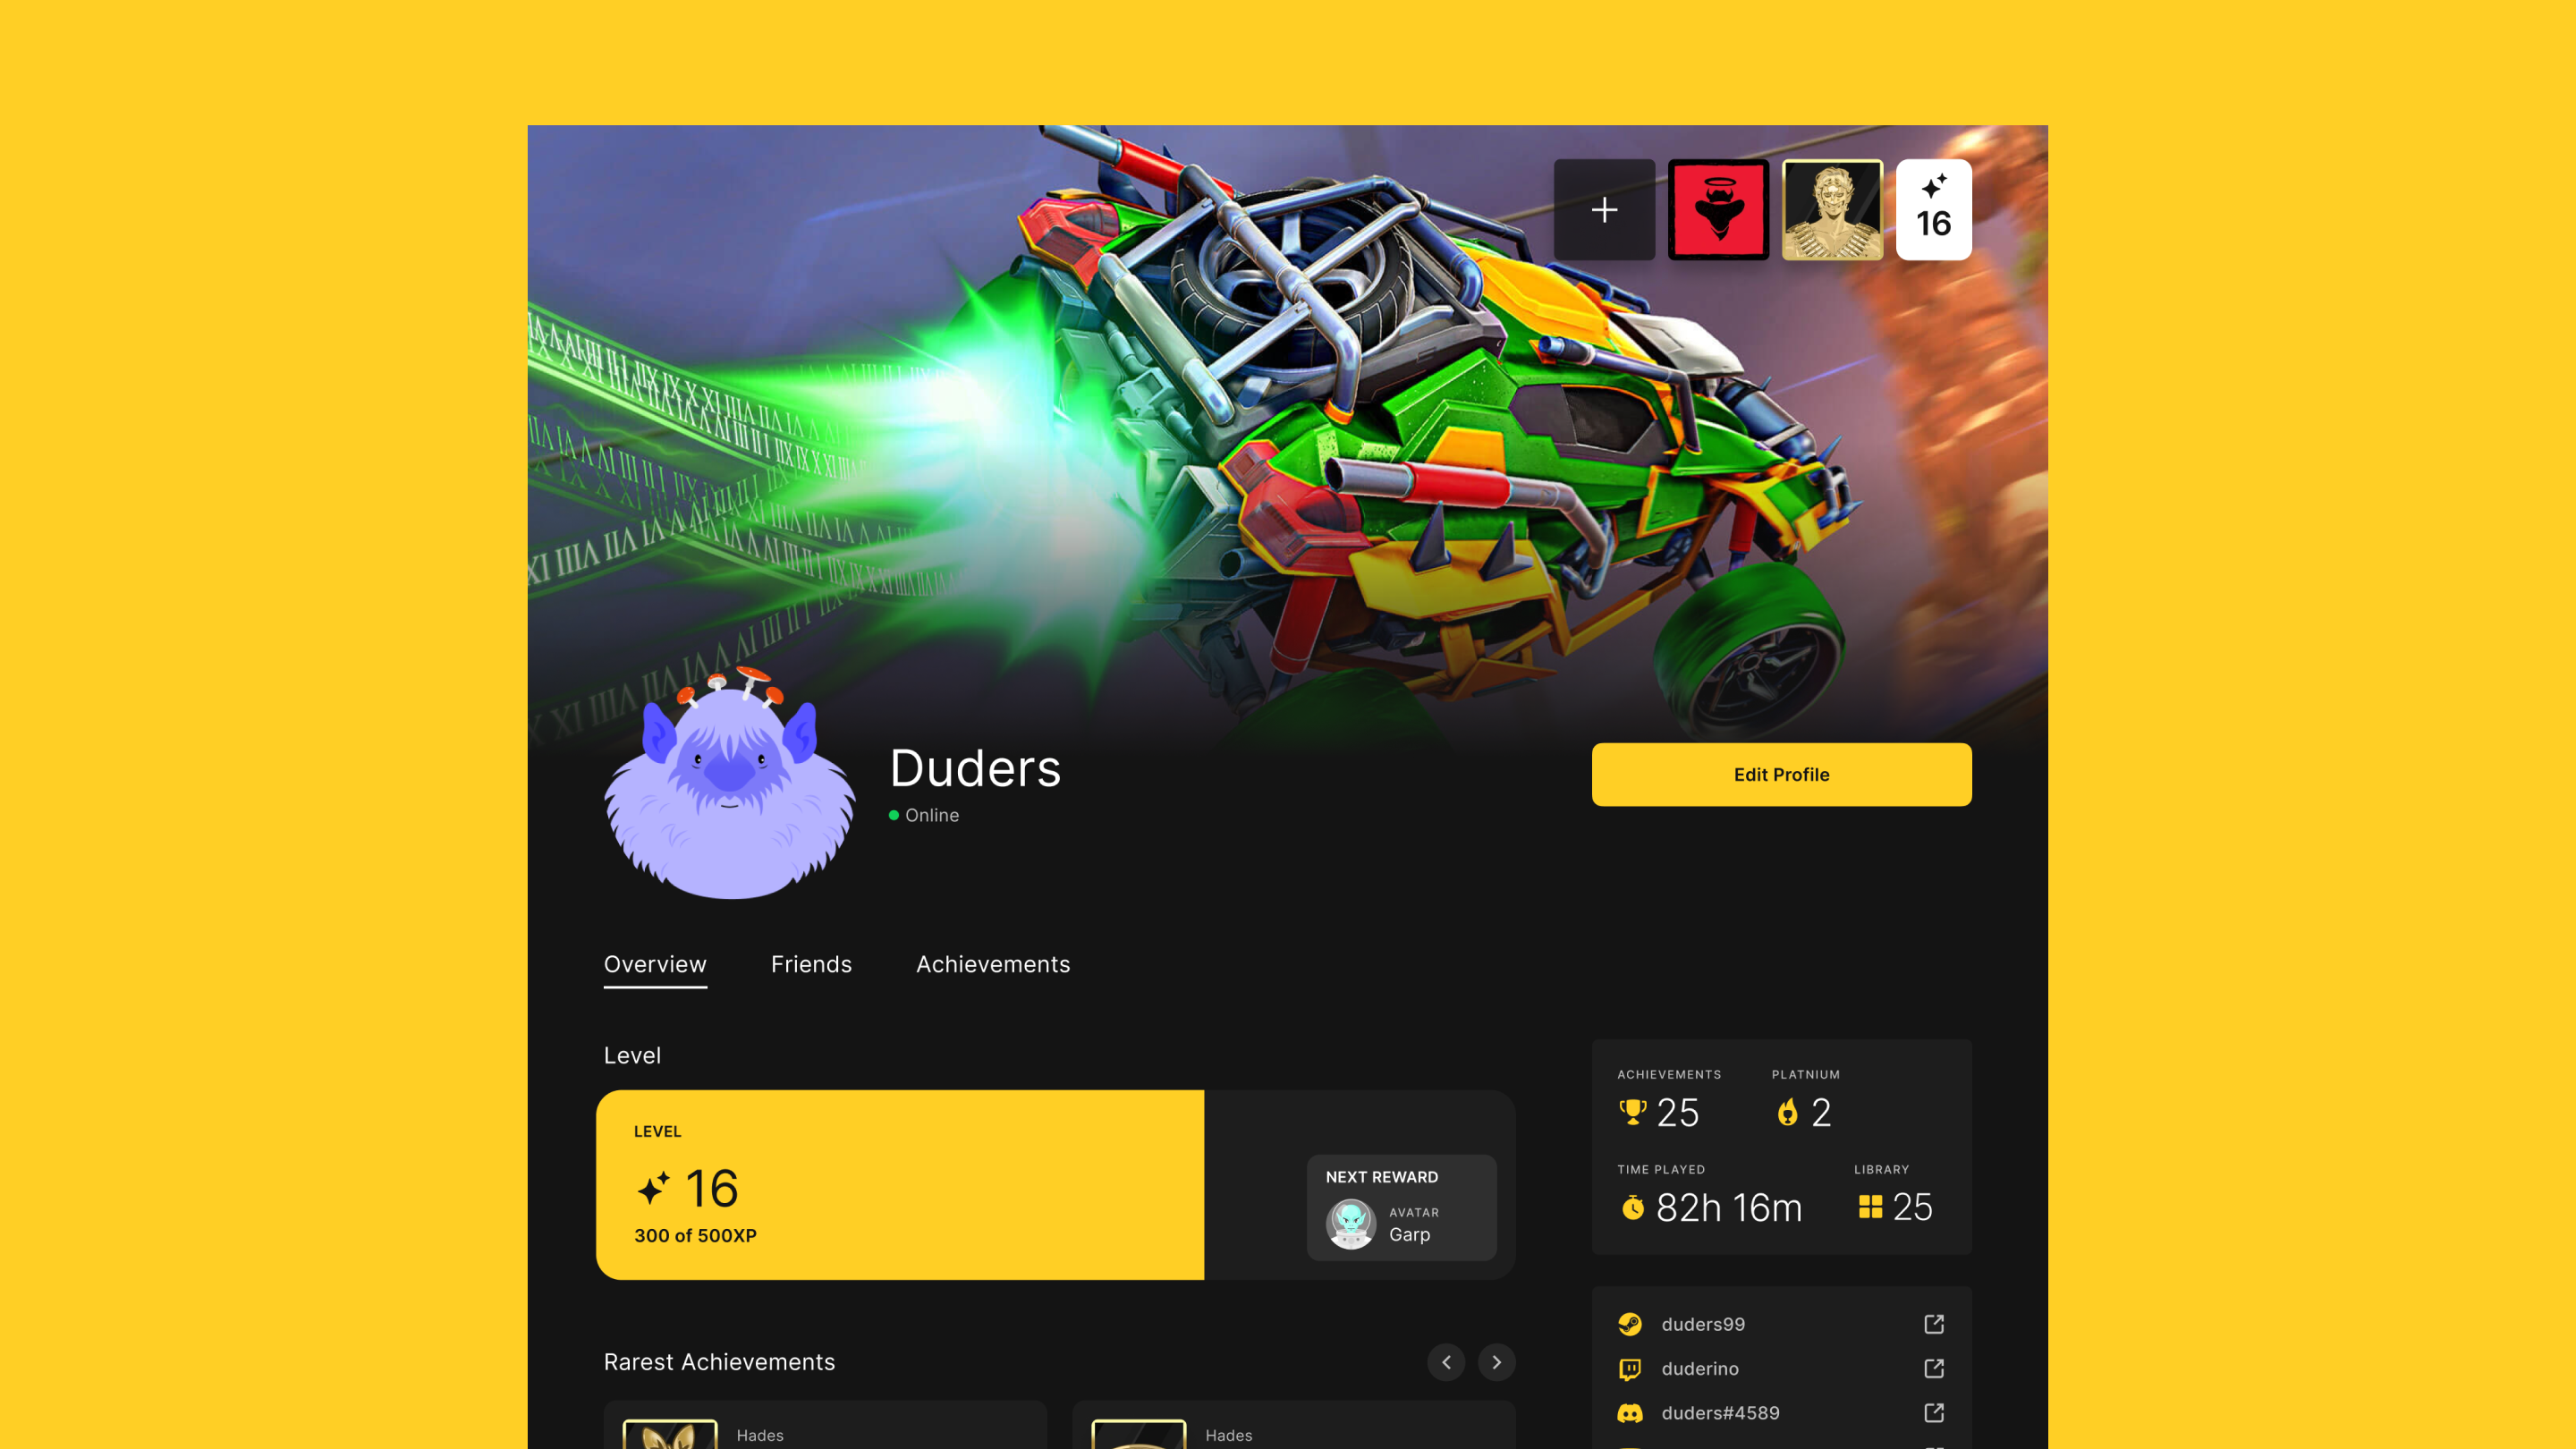 16
Duders
Online
Edit Profile
Overview
Friends
Achievements
Level
LEVEL
16
300 of 500XP
NEXT REWARD
AVATAR
Garp
ACHIEVEMENTS
PLATNIUM
25
2
TIME PLAYED
LIBRARY
82h 16m
25
Rarest Achievements
Hades
Hades
duders99
duderino
duders#4589